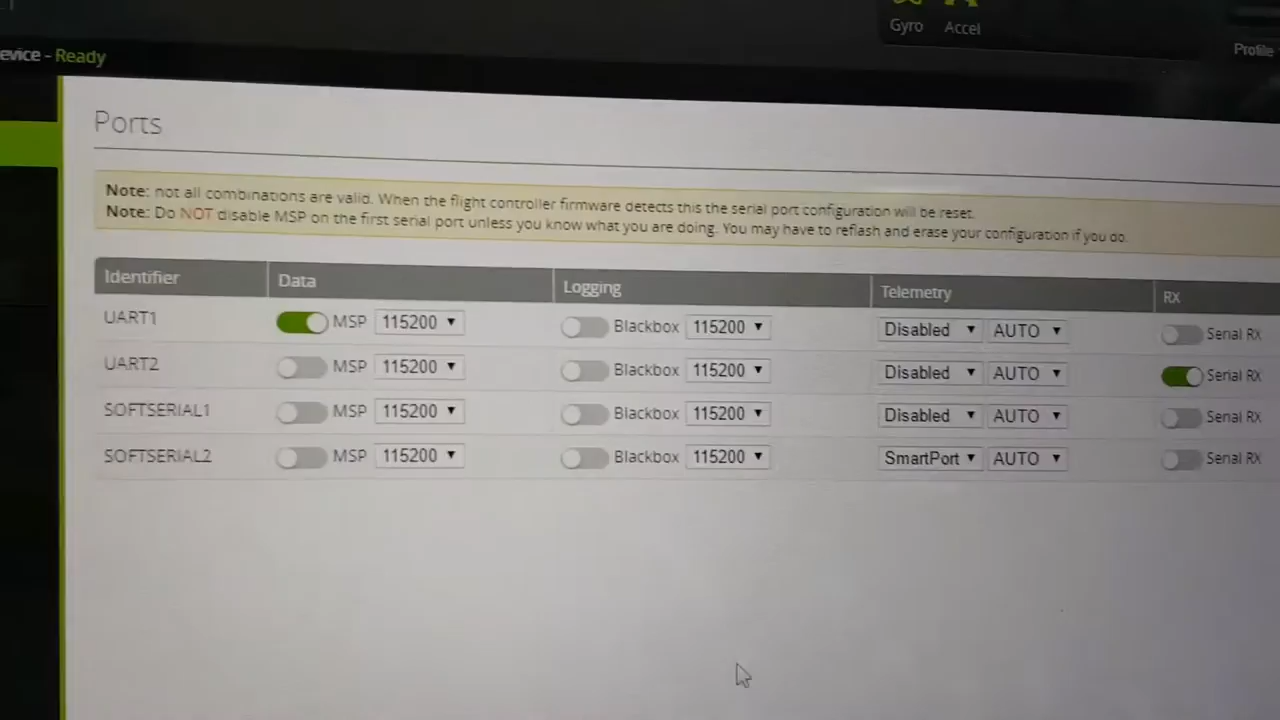 Gyro Accel
evice - Ready
Profile
Ports
Note: not all combinations are valid. When the flight controller firmware detects this the serial port configuration will be reset.
Note: Do NOT disable MSP on the first serial port unless you know what you are doing. You may have to reflash and erase your configuration if you do.
Identifier Data Logging Telemetry RX
UART1 MSP 115200 Blackbox 115200 Disabled AUTO Serial RX
UART2 MSP 115200 Blackbox 115200 Disabled AUTO Serial RX
SOFTSERIAL1 MSP 115200 Blackbox 115200 Disabled AUTO Serial RX
SOFTSERIAL2 MSP 115200 Blackbox 115200 SmartPort AUTO Serial RX